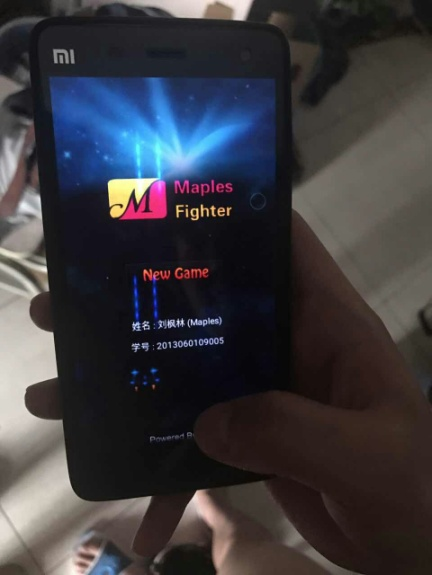 MI
M
Maples
Fighter
New Game
姓名 : 刘枫林 (Maples)
学号 : 2013060109005
Powered